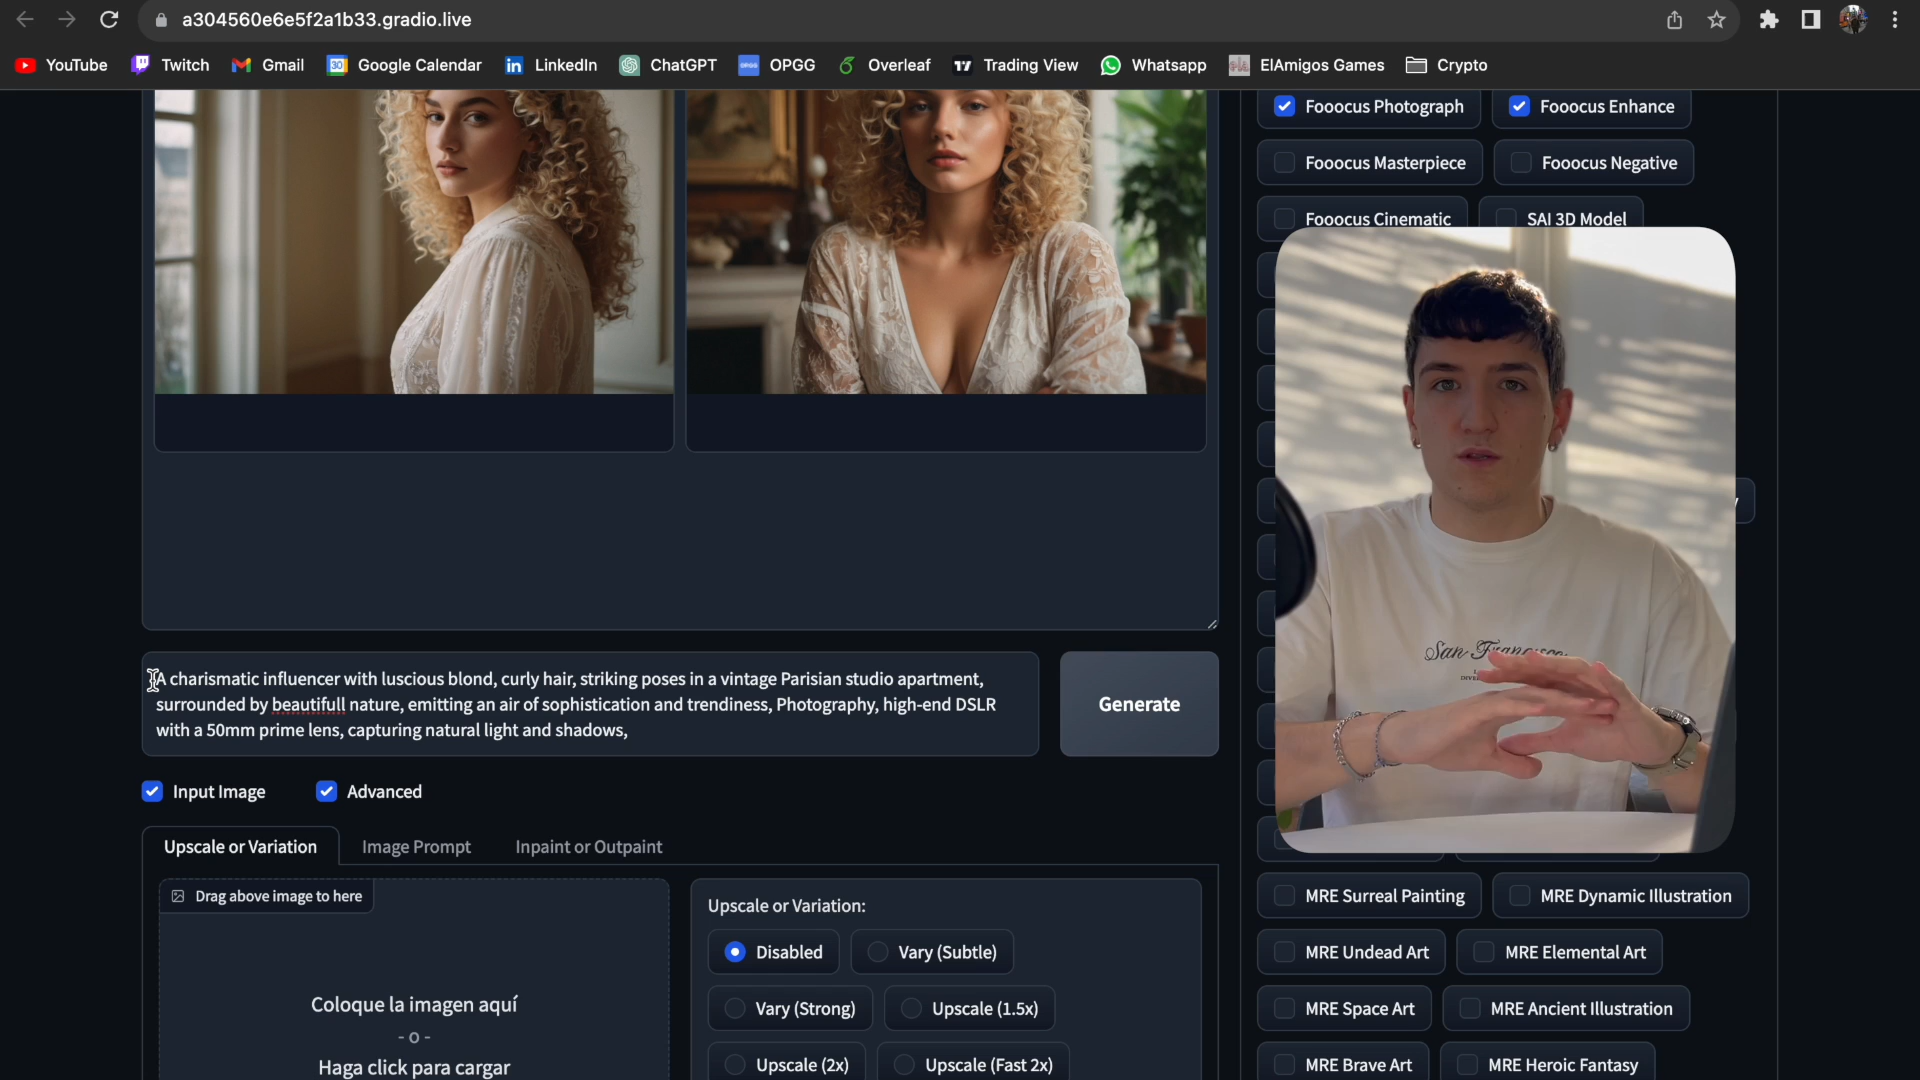 a304560e6e5f2a1b33.gradio.live
YouTube Twitch Gmail Google Calendar LinkedIn ChatGPT OPGG Overleaf Trading View Whatsapp ElAmigos Games Crypto
Fooocus Photograph Fooocus Enhance
Fooocus Masterpiece Fooocus Negative
Fooocus Cinematic SAI 3D Model
San Francisco
A charismatic influencer with luscious blond, curly hair, striking poses in a vintage Parisian studio apartment,
surrounded by beautifull nature, emitting an air of sophistication and trendiness, Photography, high-end DSLR
with a 50mm prime lens, capturing natural light and shadows,
Generate
Input Image Advanced
Upscale or Variation Image Prompt Inpaint or Outpaint
Drag above image to here
Coloque la imagen aquí
- o -
Haga click para cargar
Upscale or Variation:
Disabled Vary (Subtle)
Vary (Strong) Upscale (1.5x)
Upscale (2x) Upscale (Fast 2x)
MRE Surreal Painting MRE Dynamic Illustration
MRE Undead Art MRE Elemental Art
MRE Space Art MRE Ancient Illustration
MRE Brave Art MRE Heroic Fantasy